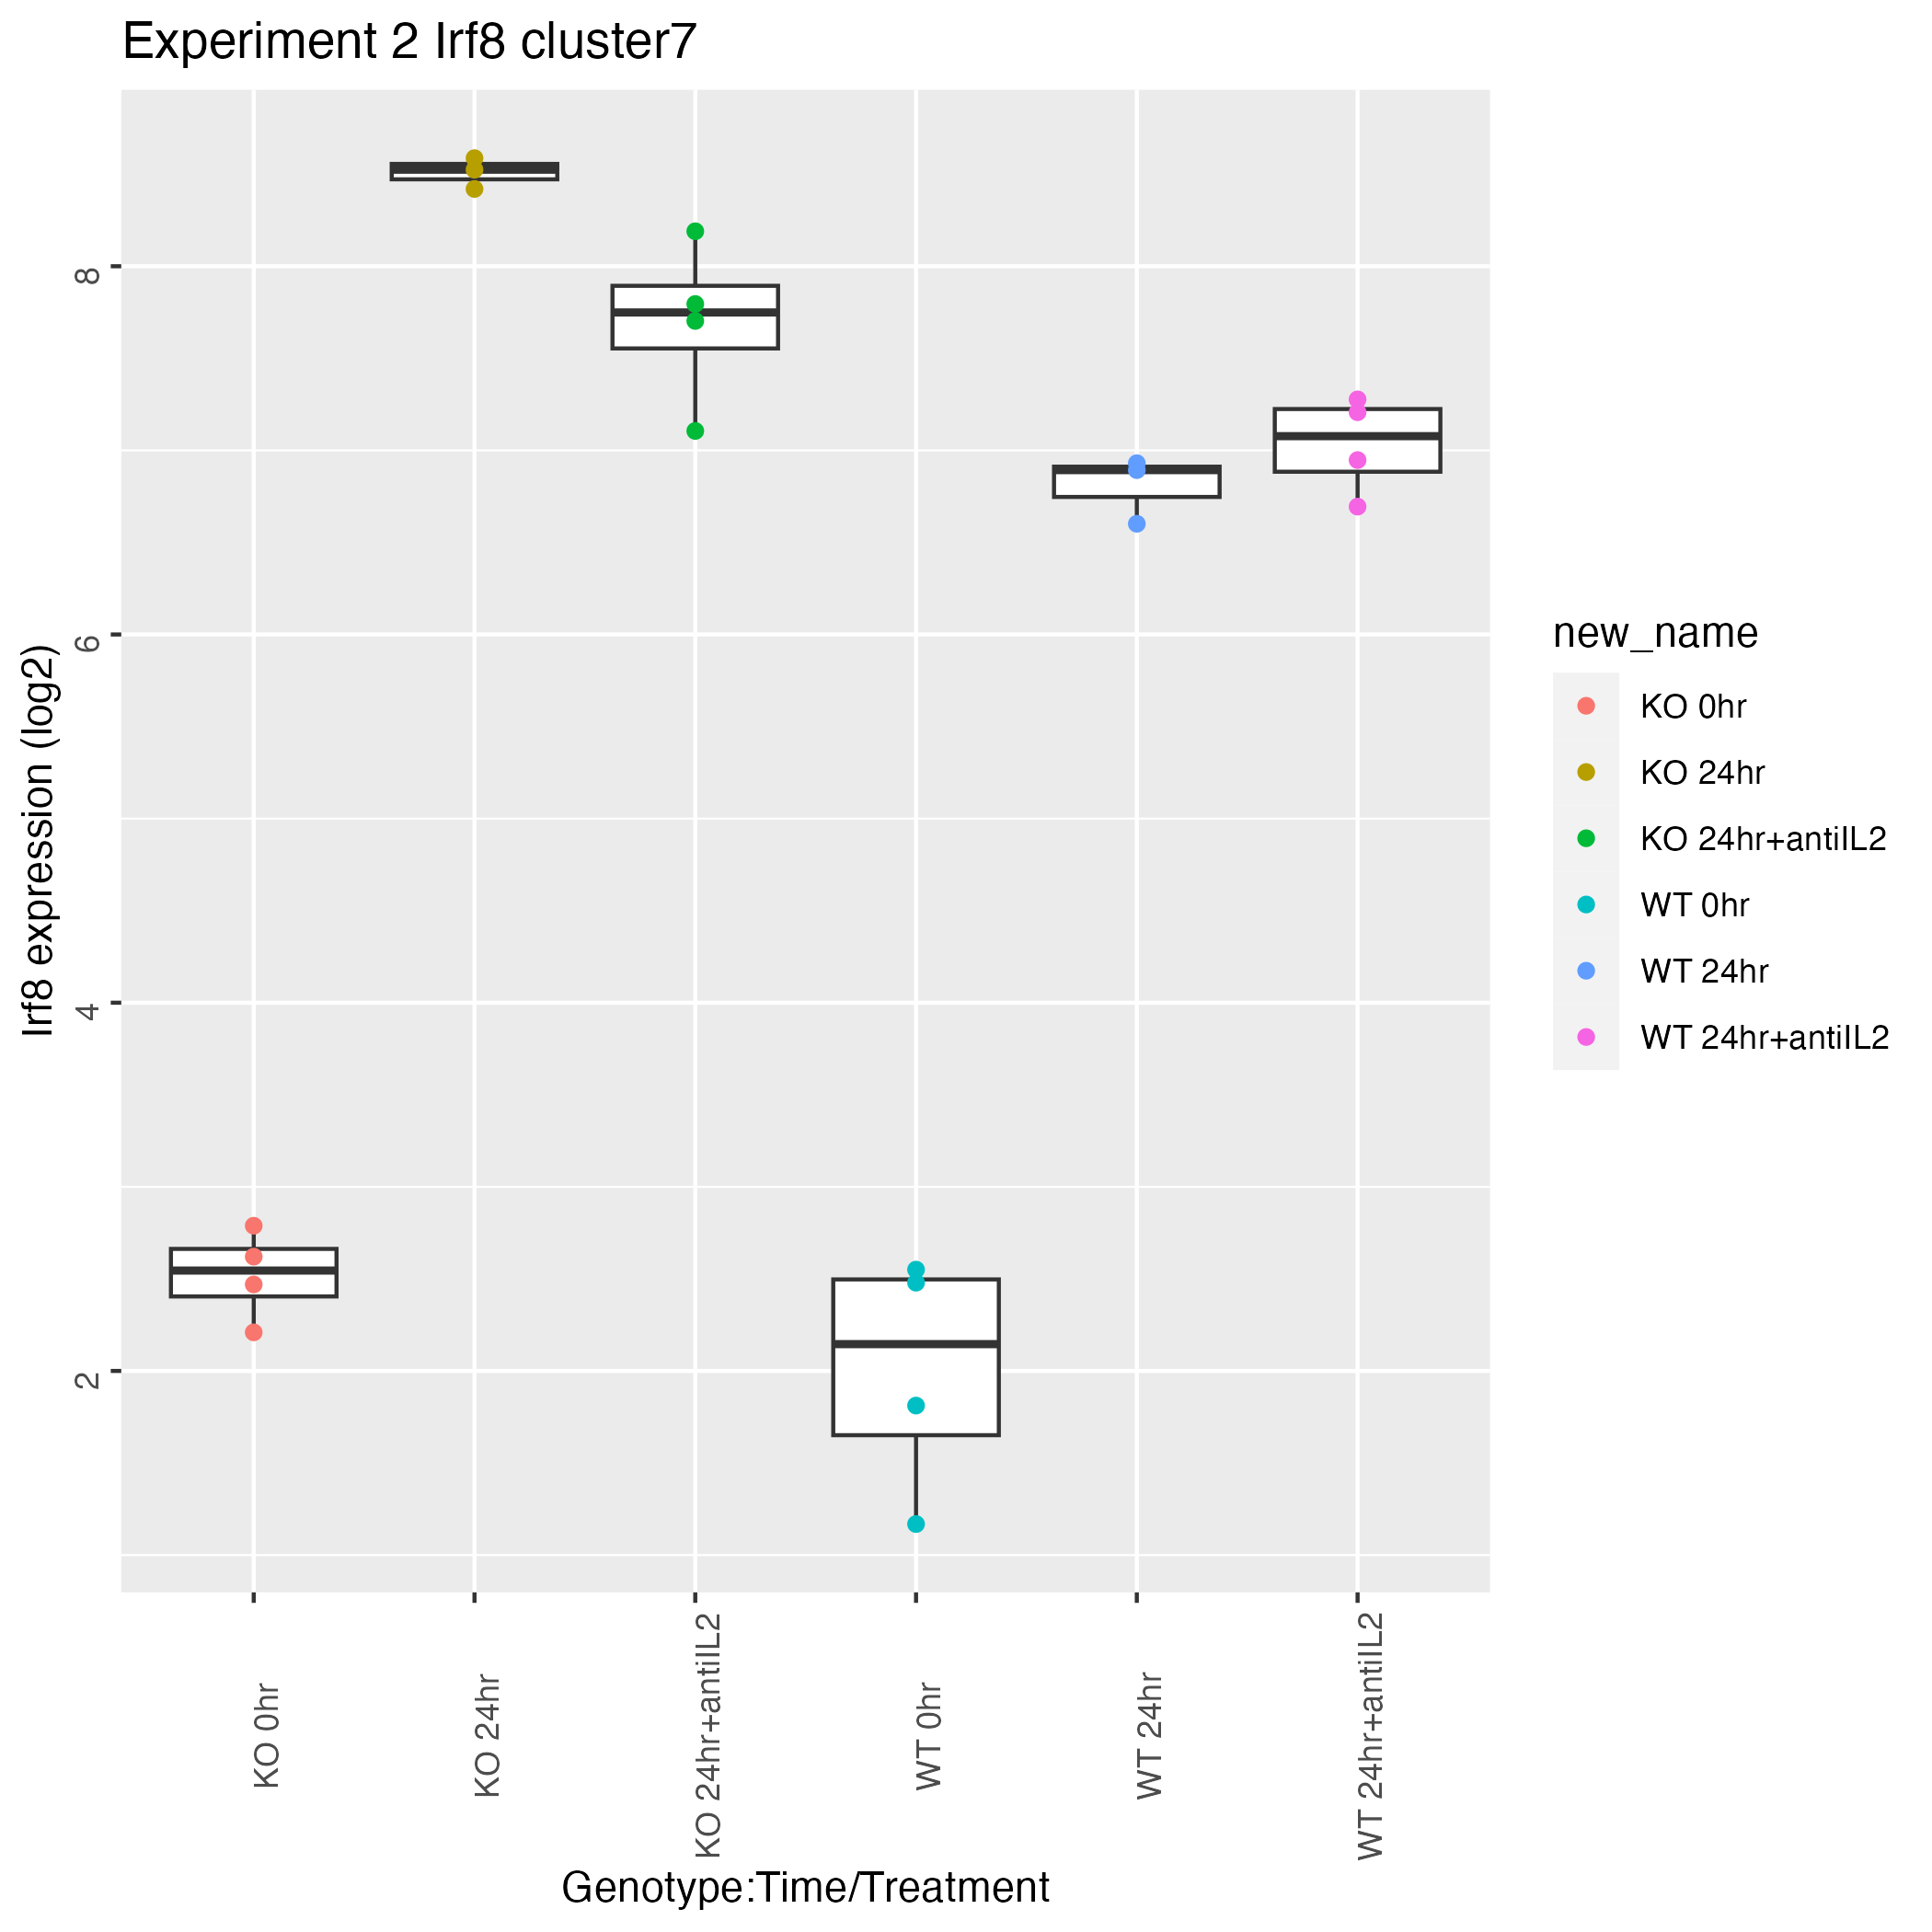 Experiment 2 Irf8 cluster7
Irf8 expression (log2)
8
6
4
2
KO 0hr
KO 24hr
KO 24hr+antiIL2
WT 0hr
WT 24hr
WT 24hr+antiIL2
Genotype:Time/Treatment
new_name
KO 0hr
KO 24hr
KO 24hr+antiIL2
WT 0hr
WT 24hr
WT 24hr+antiIL2